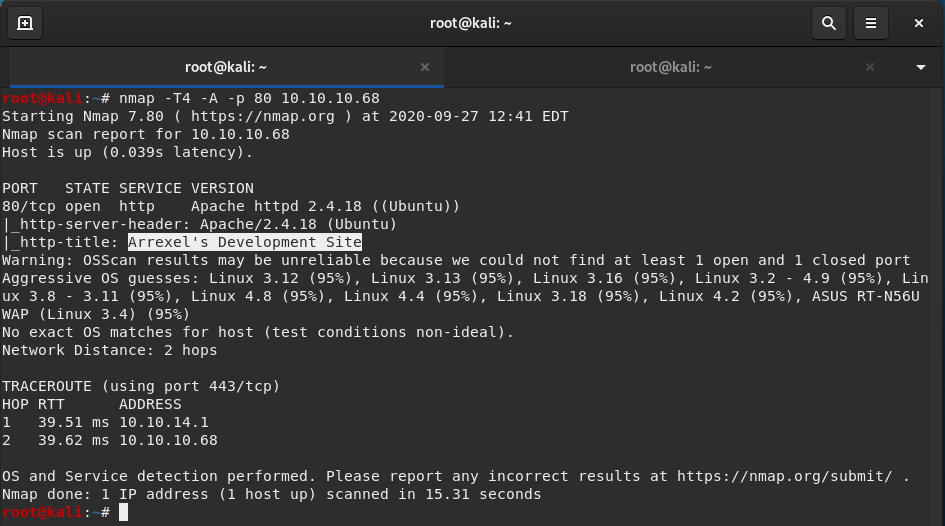 root@kali: ~
root@kali: ~
root@kali: ~
root@kali:~# nmap -T4 -A -p 80 10.10.10.68
Starting Nmap 7.80 ( https://nmap.org ) at 2020-09-27 12:41 EDT
Nmap scan report for 10.10.10.68
Host is up (0.039s latency).
PORT   STATE SERVICE VERSION
80/tcp open  http    Apache httpd 2.4.18 ((Ubuntu))
|_http-server-header: Apache/2.4.18 (Ubuntu)
|_http-title: Arrexel's Development Site
Warning: OSScan results may be unreliable because we could not find at least 1 open and 1 closed port
Aggressive OS guesses: Linux 3.12 (95%), Linux 3.13 (95%), Linux 3.16 (95%), Linux 3.2 - 4.9 (95%), Lin
ux 3.8 - 3.11 (95%), Linux 4.8 (95%), Linux 4.4 (95%), Linux 3.18 (95%), Linux 4.2 (95%), ASUS RT-N56U
WAP (Linux 3.4) (95%)
No exact OS matches for host (test conditions non-ideal).
Network Distance: 2 hops
TRACEROUTE (using port 443/tcp)
HOP RTT      ADDRESS
1   39.51 ms 10.10.14.1
2   39.62 ms 10.10.10.68
OS and Service detection performed. Please report any incorrect results at https://nmap.org/submit/ .
Nmap done: 1 IP address (1 host up) scanned in 15.31 seconds
root@kali:~#